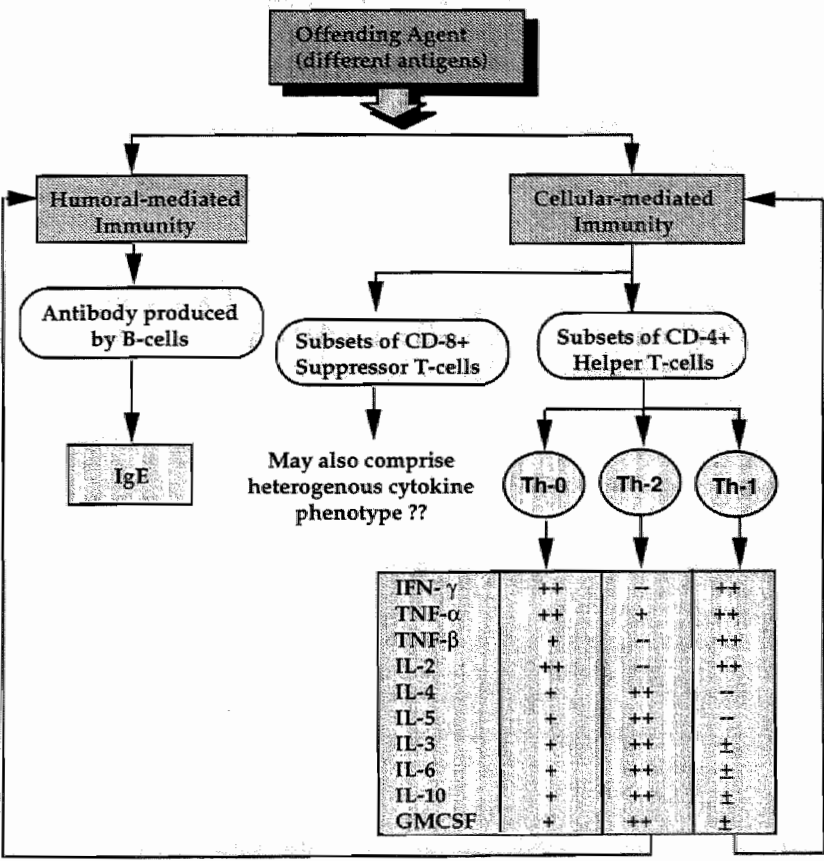 Offending Agent
(different antigens)
Humoral-mediated
Immunity
Cellular-mediated
Immunity
Antibody produced
by B-cells
Subsets of CD-8+
Suppressor T-cells
Subsets of CD-4+
Helper T-cells
IgE
May also comprise
heterogenous cytokine
phenotype ??
Th-0 Th-2 Th-1
IFN- γ ++ – ++
TNF-α ++ + ++
TNF-β + -- ++
IL-2 ++ – ++
IL-4 + ++ –
IL-5 + ++ --
IL-3 + ++ ±
IL-6 + ++ ±
IL-10 + ++ ±
GMCSF + ++ ±